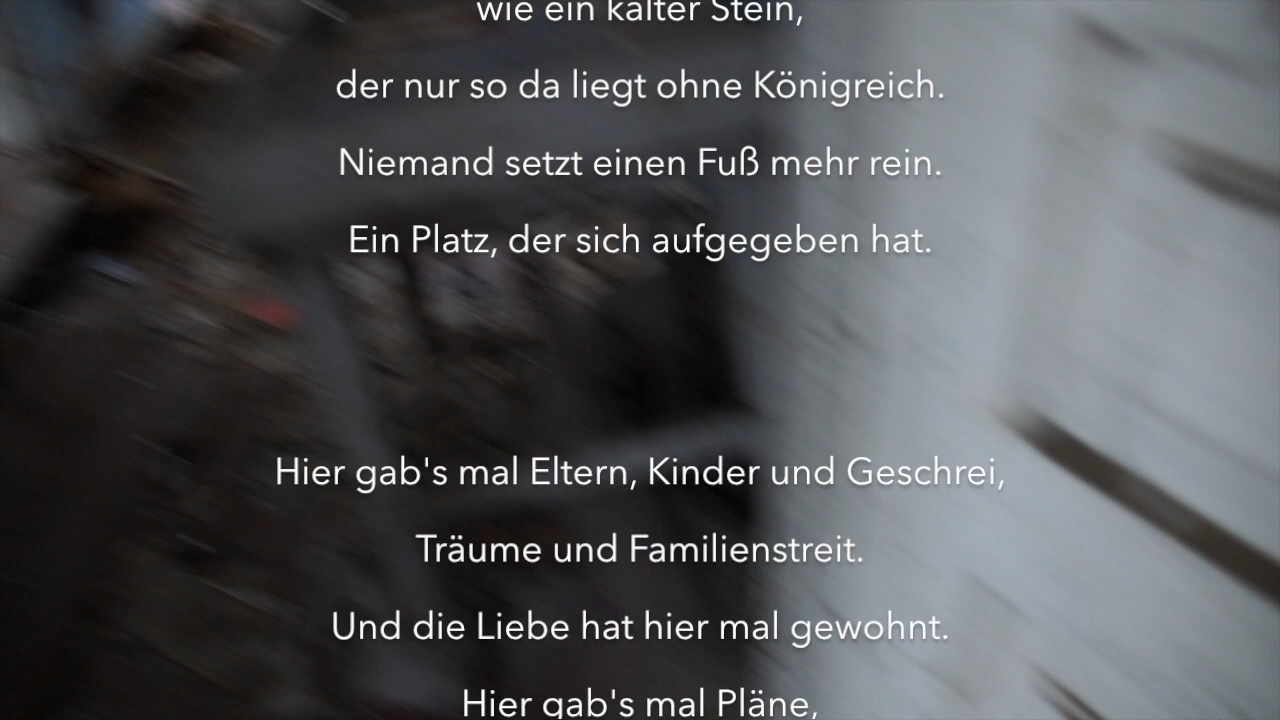 wie ein kalter Stein,
der nur so da liegt ohne Königreich.
Niemand setzt einen Fuß mehr rein.
Ein Platz, der sich aufgegeben hat.
Hier gab's mal Eltern, Kinder und Geschrei,
Träume und Familienstreit.
Und die Liebe hat hier mal gewohnt.
Hier gab's mal Pläne,